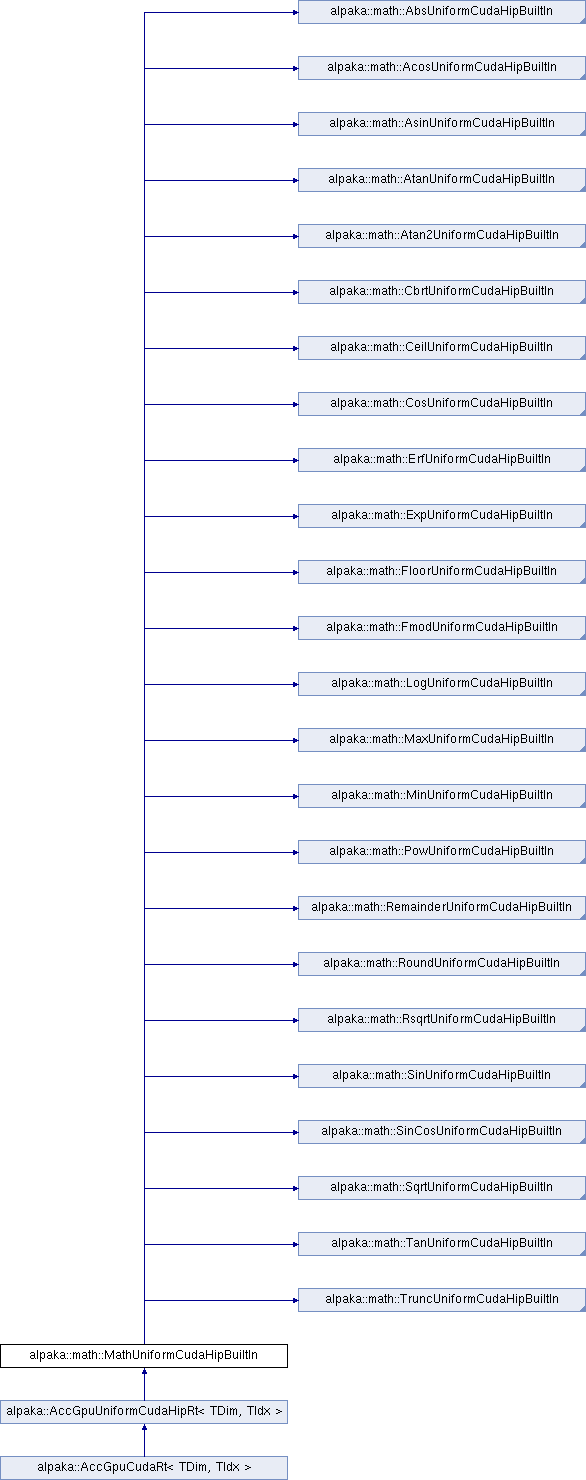 alpaka::math::AbsUniformCudaHipBuiltIn
alpaka::math::AcosUniformCudaHipBuiltIn
alpaka::math::AsinUniformCudaHipBuiltIn
alpaka::math::AtanUniformCudaHipBuiltIn
alpaka::math::Atan2UniformCudaHipBuiltIn
alpaka::math::CbrtUniformCudaHipBuiltIn
alpaka::math::CeilUniformCudaHipBuiltIn
alpaka::math::CosUniformCudaHipBuiltIn
alpaka::math::ErfUniformCudaHipBuiltIn
alpaka::math::ExpUniformCudaHipBuiltIn
alpaka::math::FloorUniformCudaHipBuiltIn
alpaka::math::FmodUniformCudaHipBuiltIn
alpaka::math::LogUniformCudaHipBuiltIn
alpaka::math::MaxUniformCudaHipBuiltIn
alpaka::math::MinUniformCudaHipBuiltIn
alpaka::math::PowUniformCudaHipBuiltIn
alpaka::math::RemainderUniformCudaHipBuiltIn
alpaka::math::RoundUniformCudaHipBuiltIn
alpaka::math::RsqrtUniformCudaHipBuiltIn
alpaka::math::SinUniformCudaHipBuiltIn
alpaka::math::SinCosUniformCudaHipBuiltIn
alpaka::math::SqrtUniformCudaHipBuiltIn
alpaka::math::TanUniformCudaHipBuiltIn
alpaka::math::TruncUniformCudaHipBuiltIn
alpaka::math::MathUniformCudaHipBuiltIn
alpaka::AccGpuUniformCudaHipRt< TDim, TIdx >
alpaka::AccGpuCudaRt< TDim, TIdx >